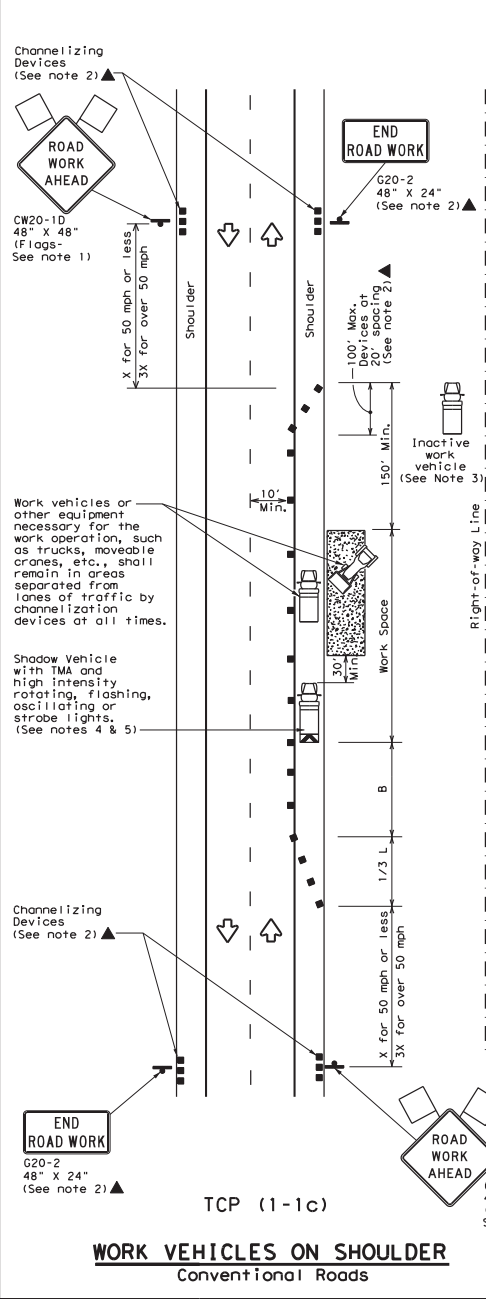 Channelizing
Devices
(See note 2)▲
ROAD
WORK
AHEAD
CW20-1D
48" X 48"
(Flags-
See note 1)
END
ROAD WORK
G20-2
48" X 24"
(See note 2)▲
X for 50 mph or less
3X for over 50 mph
Shoulder
Shoulder
100' Max.
Devices at
20' spacing
(See note 2)▲
150' Min.
Inactive
work
vehicle
(See Note 3)
Right-of-way Line
10'
Min.
Work vehicles or
other equipment
necessary for the
work operation, such
as trucks, moveable
cranes, etc., shall
remain in areas
separated from
lanes of traffic by
channelization
devices at all times.
Work Space
30'
Min
Shadow Vehicle
with TMA and
high intensity
rotating, flashing,
oscillating or
strobe lights.
(See notes 4 & 5)
B
1/3 L
Channelizing
Devices
(See note 2)▲
X for 50 mph or less
3X for over 50 mph
END
ROAD WORK
G20-2
48" X 24"
(See note 2)▲
ROAD
WORK
AHEAD
TCP (1-1c)
WORK VEHICLES ON SHOULDER
Conventional Roads